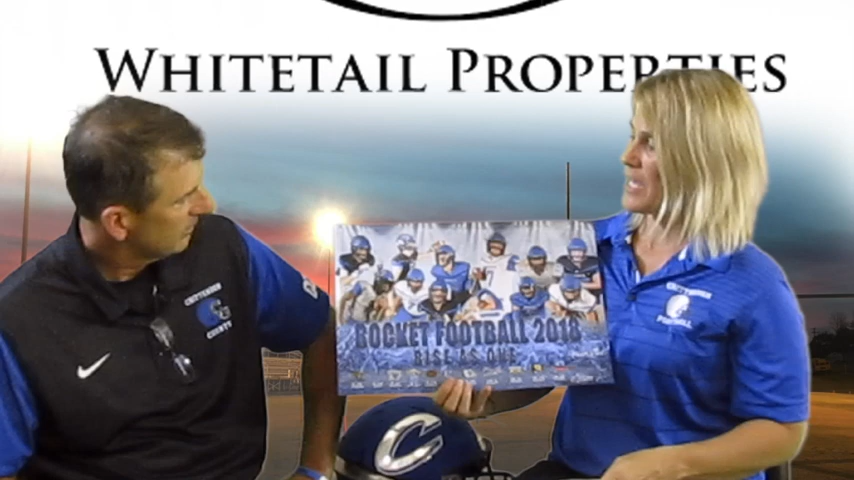 WHITETAIL PROPERTIES
CRITTENDEN
COUNTY
ROCKET FOOTBALL 2018
RISE AS ONE
CRITTENDEN
FOOTBALL
C